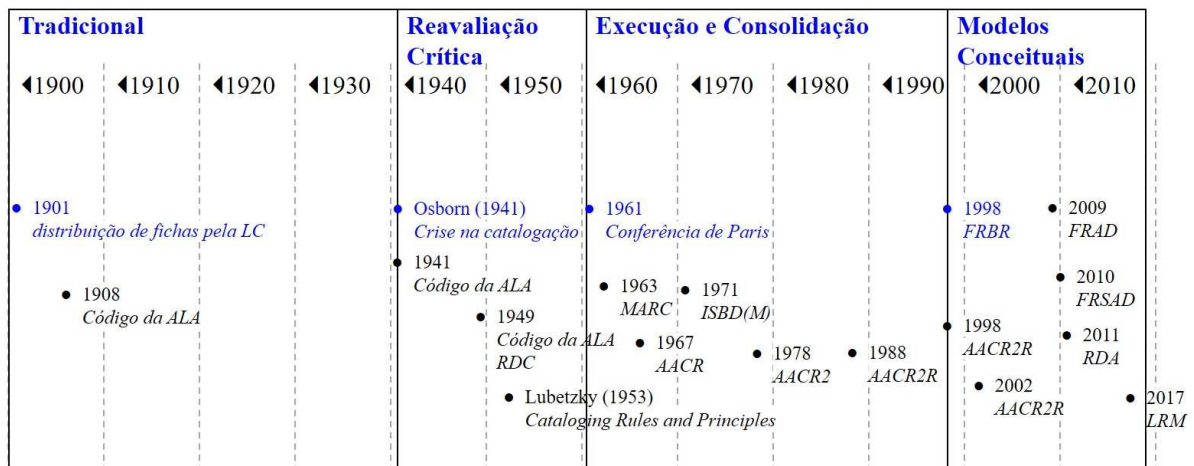 Tradicional
Reavaliação
Crítica
Execução e Consolidação
Modelos
Conceituais
◀1900
◀1910
◀1920
◀1930
◀1940
◀1950
◀1960
◀1970
◀1980
◀1990
◀2000
◀2010
1901
distribuição de fichas pela LC
1908
Código da ALA
Osborn (1941)
Crise na catalogação
1941
Código da ALA
1949
Código da ALA
RDC
Lubetzky (1953)
Cataloging Rules and Principles
1961
Conferência de Paris
1963
MARC
1967
AACR
1971
ISBD(M)
1978
AACR2
1988
AACR2R
1998
FRBR
1998
AACR2R
2002
AACR2R
2009
FRAD
2010
FRSAD
2011
RDA
2017
LRM